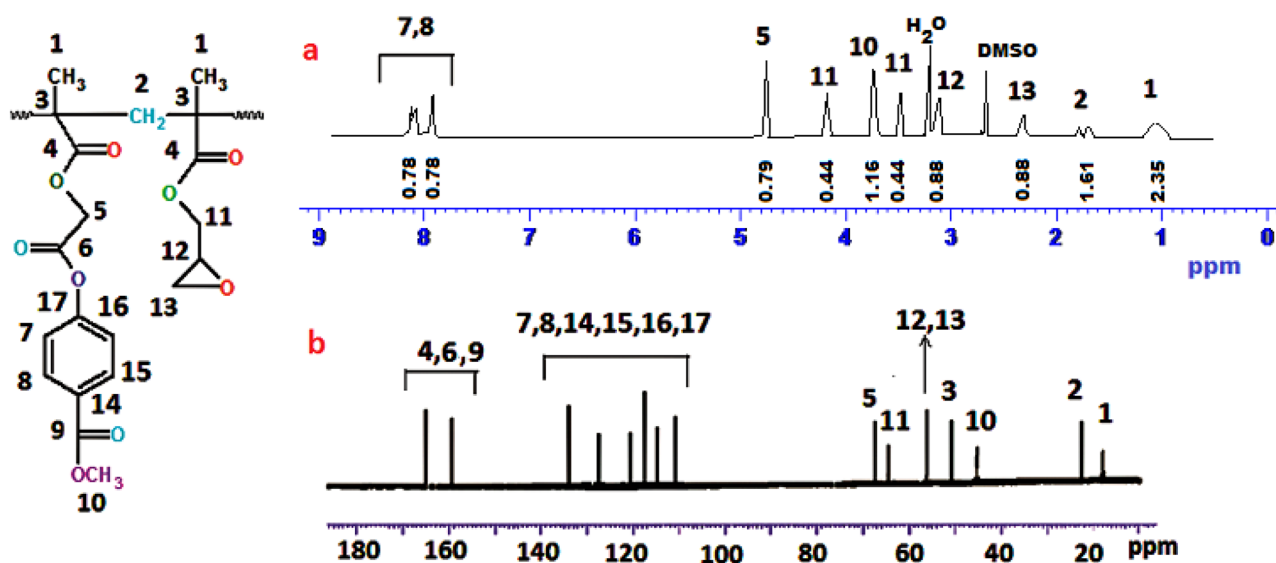 1 1
CH₃ 2 CH₃
3 CH₂ 3
4 O 4 O
O O
5 11
O 6 12
O O
17 16 13
7
8 15
14
9 O
OCH₃
10
a
7,8 5 10 H₂O DMSO
11 11 12 13 2 1
0.78 0.78 0.79 0.44 1.16 0.44 0.88 0.88 1.61 2.35
9 8 7 6 5 4 3 2 1 0
ppm
b
4,6,9 7,8,14,15,16,17 12,13
5 11 3 10 2 1
180 160 140 120 100 80 60 40 20 ppm